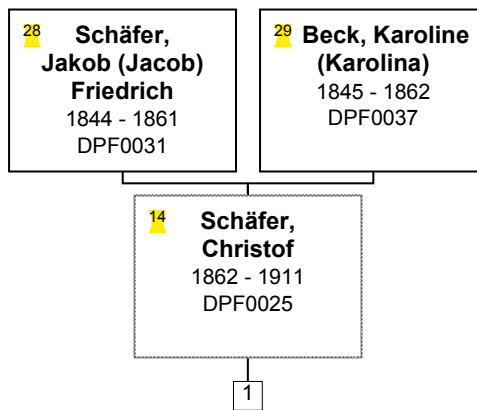 28
Schäfer,
Jakob (Jacob)
Friedrich
1844 - 1861
DPF0031
29
Beck, Karoline
(Karolina)
1845 - 1862
DPF0037
14
Schäfer,
Christof
1862 - 1911
DPF0025
1